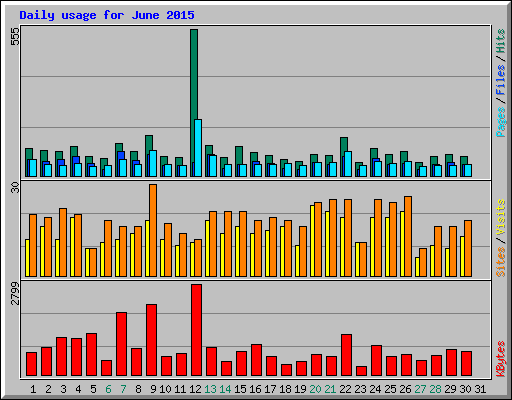 Daily usage for June 2015
555
Pages / Files / Hits
30
Sites / Visits
2799
KBytes
1 2 3 4 5 6 7 8 9 10 11 12 13 14 15 16 17 18 19 20 21 22 23 24 25 26 27 28 29 30 31